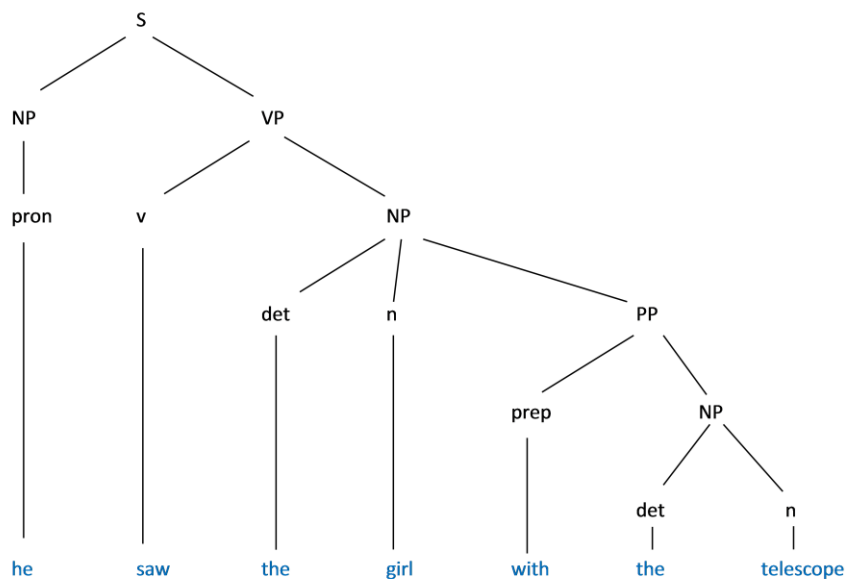 S
NP VP
pron v NP
det n PP
prep NP
det n
he saw the girl with the telescope